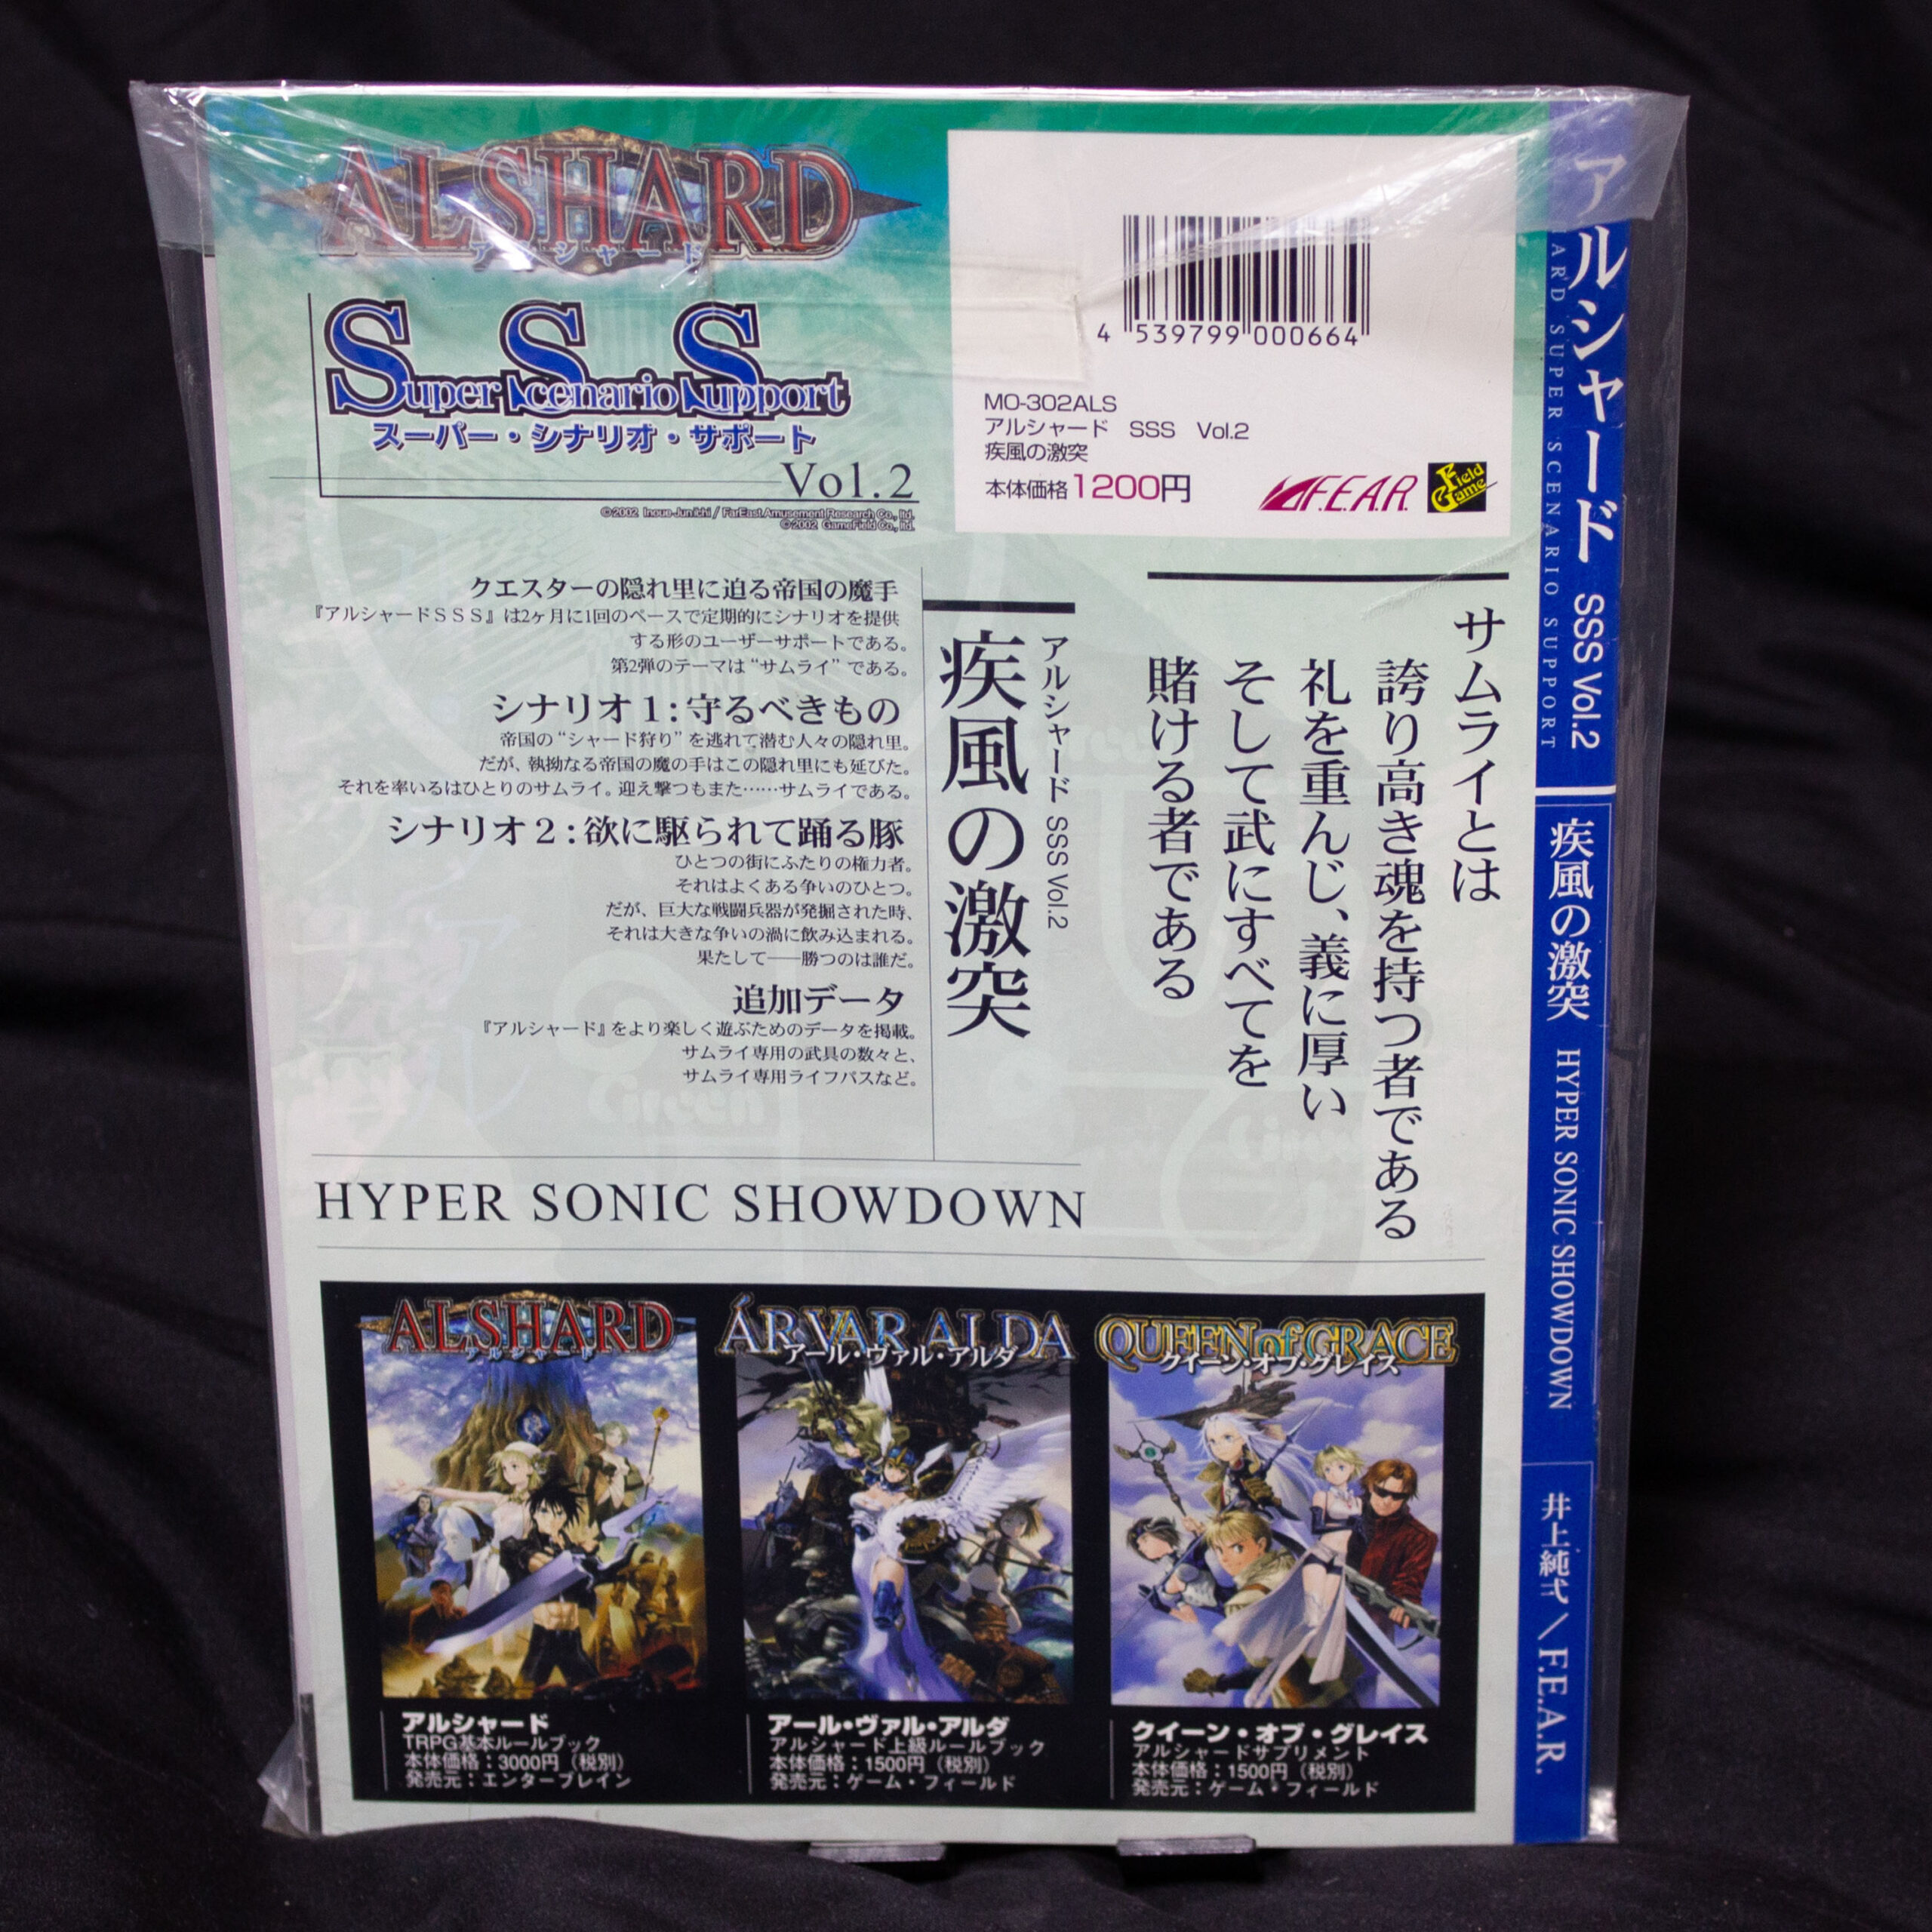 ALSHARD
アルシャード
Super Scenario Support
スーパー・シナリオ・サポート
Vol.2
©2002 Inoue-Junichi / FarEast Amusement Research Co., ltd.
©2002 GameField Co., ltd.
4 539799 000664
MO-302ALS
アルシャード SSS Vol.2
疾風の激突
本体価格1200円
F.E.A.R.
Field Game
サムライとは
誇り高き魂を持つ者である
礼を重んじ、義に厚い
そして武にすべてを
賭ける者である
アルシャード SSS Vol.2
疾風の激突
クエスターの隠れ里に迫る帝国の魔手
『アルシャードSSS』は2ヶ月に1回のペースで定期的にシナリオを提供
する形のユーザーサポートである。
第2弾のテーマは“サムライ”である。
シナリオ1:守るべきもの
帝国の“シャード狩り”を逃れて潜む人々の隠れ里。
だが、執拗なる帝国の魔の手はこの隠れ里にも延びた。
それを率いるはひとりのサムライ。迎え撃つもまた……サムライである。
シナリオ2:欲に駆られて踊る豚
ひとつの街にふたりの権力者。
それはよくある争いのひとつ。
だが、巨大な戦闘兵器が発掘された時、
それは大きな争いの渦に飲み込まれる。
果たして──勝つのは誰だ。
追加データ
『アルシャード』をより楽しく遊ぶためのデータを掲載。
サムライ専用の武具の数々と、
サムライ専用ライフパスなど。
HYPER SONIC SHOWDOWN
ALSHARD
アルシャード
アルシャード
TRPG基本ルールブック
本体価格：3000円（税別）
発売元：エンターブレイン
ÁR VAR ALDA
アール・ヴァル・アルダ
アール・ヴァル・アルダ
アルシャード上級ルールブック
本体価格：1500円（税別）
発売元：ゲーム・フィールド
QUEEN of GRACE
クイーン・オブ・グレイス
クイーン・オブ・グレイス
アルシャードサプリメント
本体価格：1500円（税別）
発売元：ゲーム・フィールド
アルシャード SSS Vol.2
ARD SUPER SCENARIO SUPPORT
疾風の激突 HYPER SONIC SHOWDOWN
井上純弌／F.E.A.R.